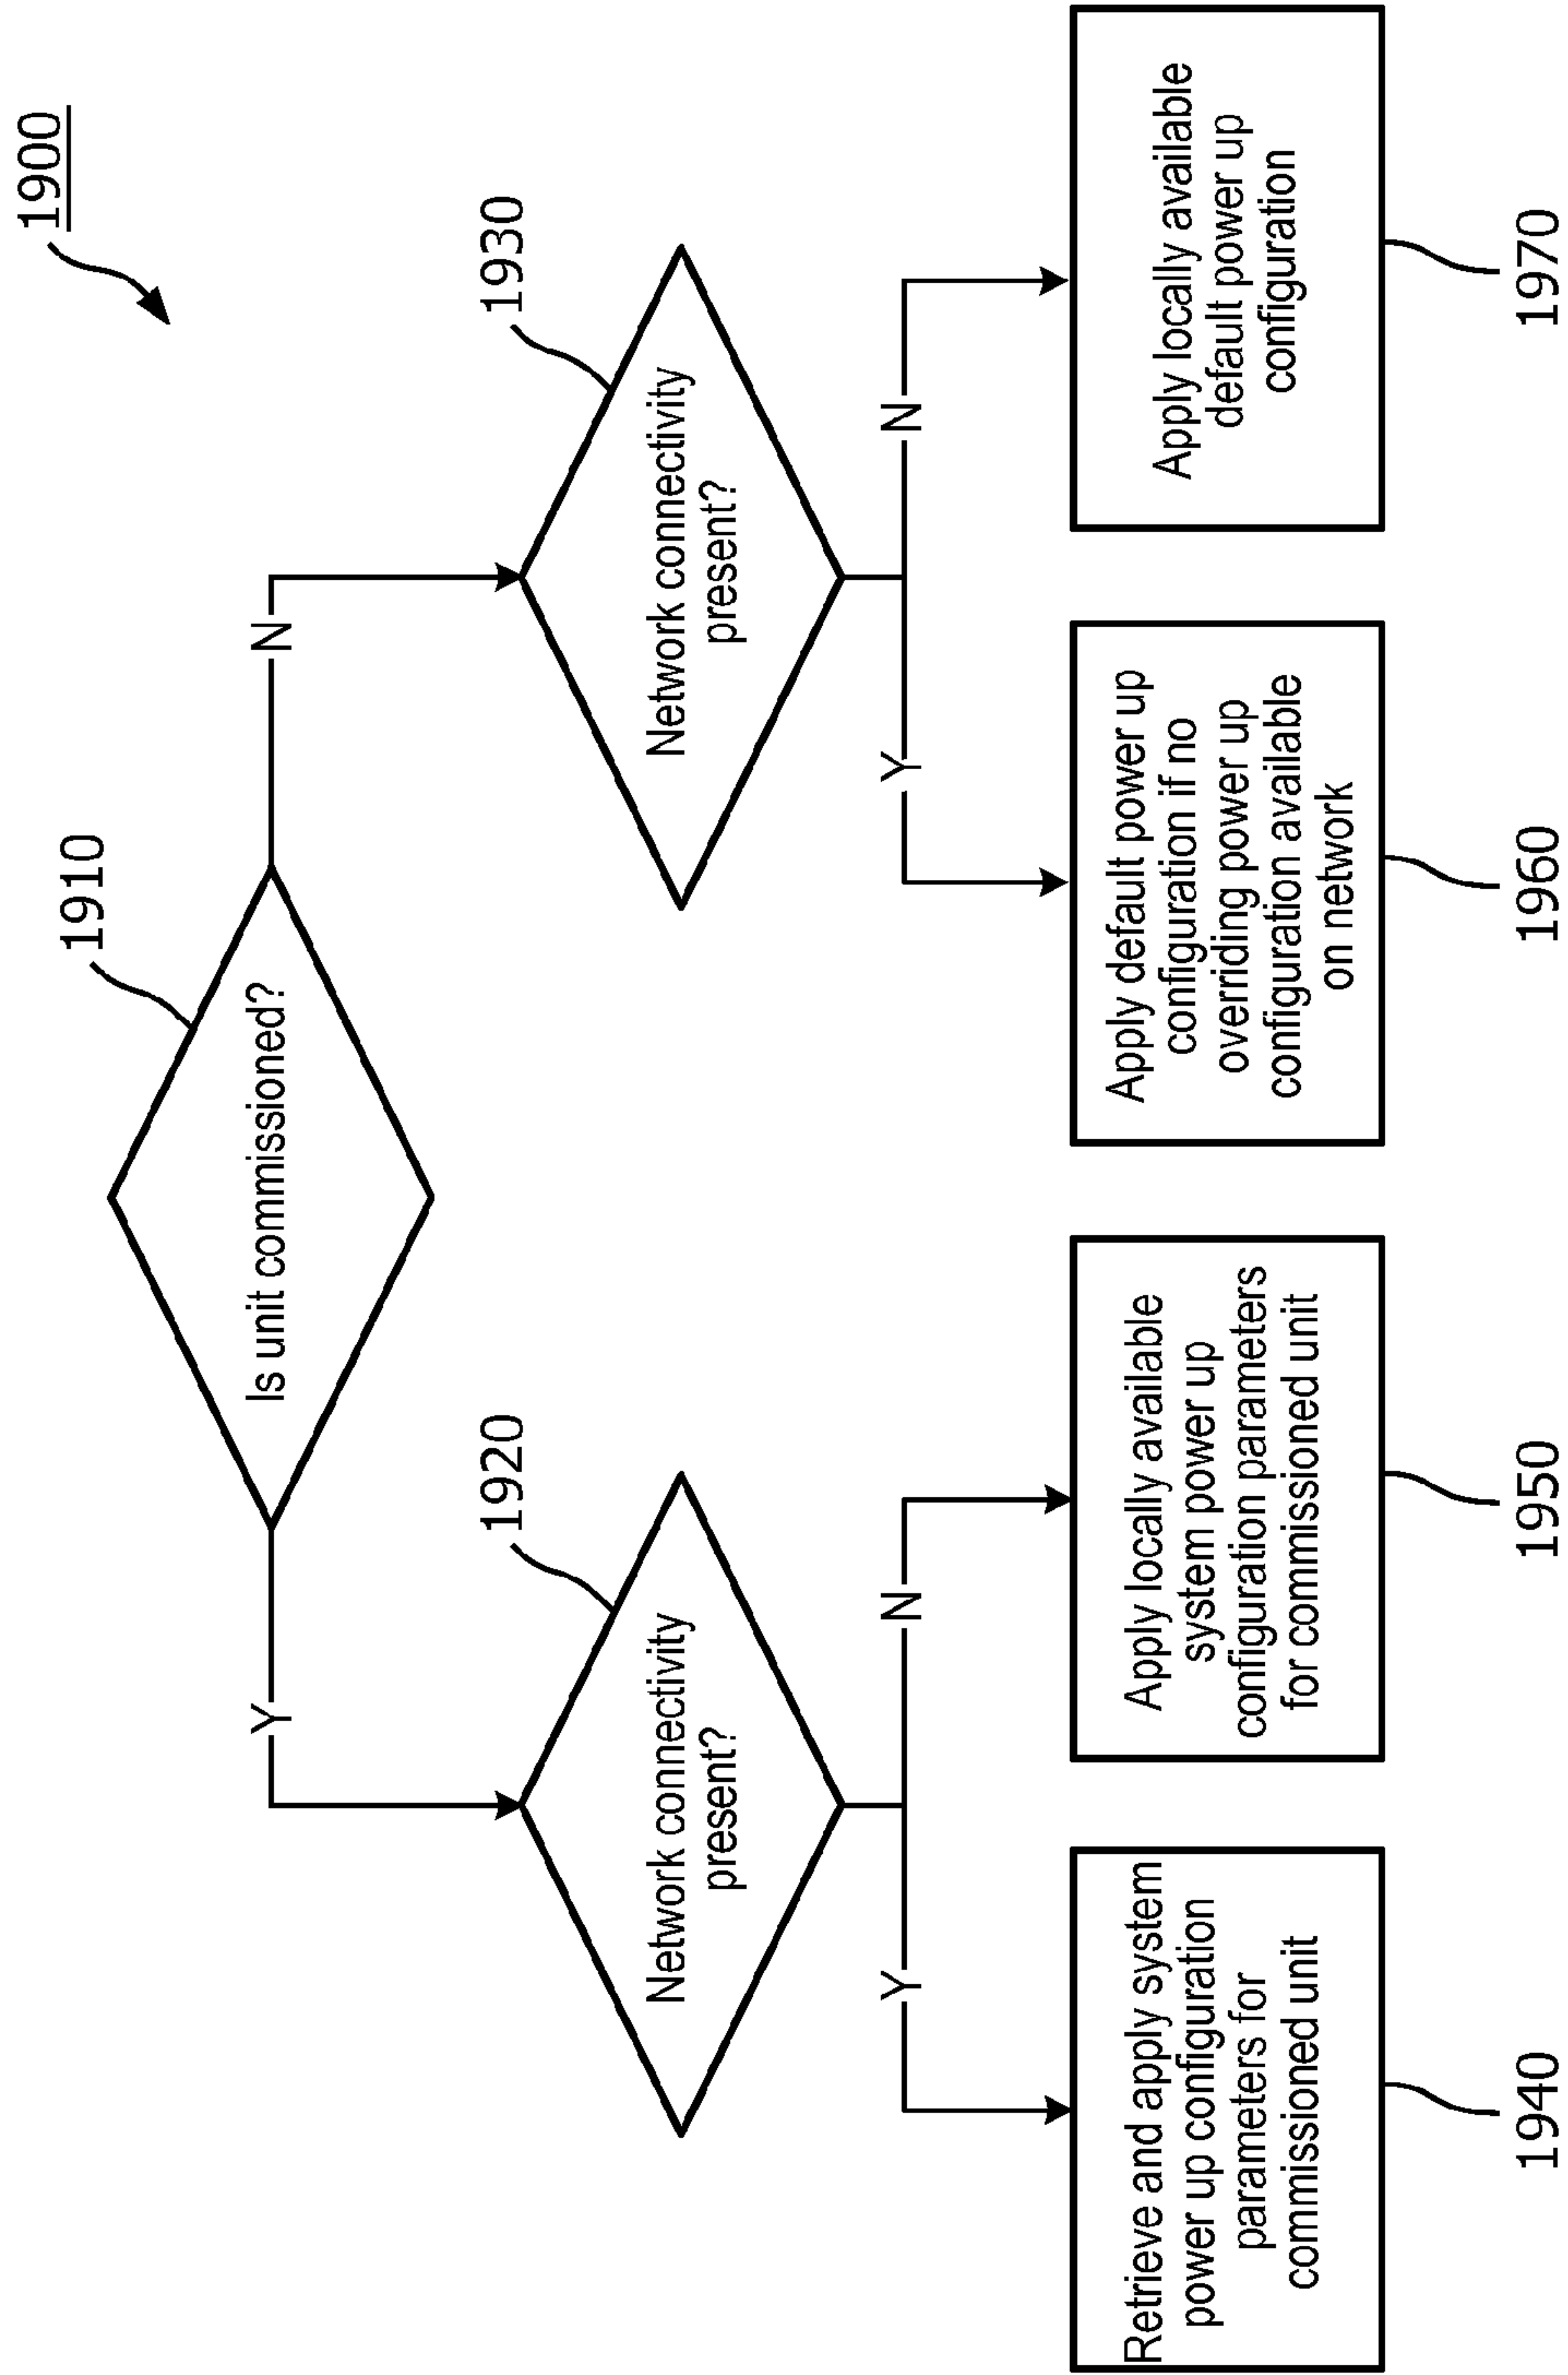 1900
1910
Is unit commissioned?
Y
N
1920
Network connectivity
present?
1930
Network connectivity
present?
Y
N
Y
N
Retrieve and apply system
power up configuration
parameters for
commissioned unit
Apply locally available
system power up
configuration parameters
for commissioned unit
Apply default power up
configuration if no
overriding power up
configuration available
on network
Apply locally available
default power up
configuration
1940
1950
1960
1970